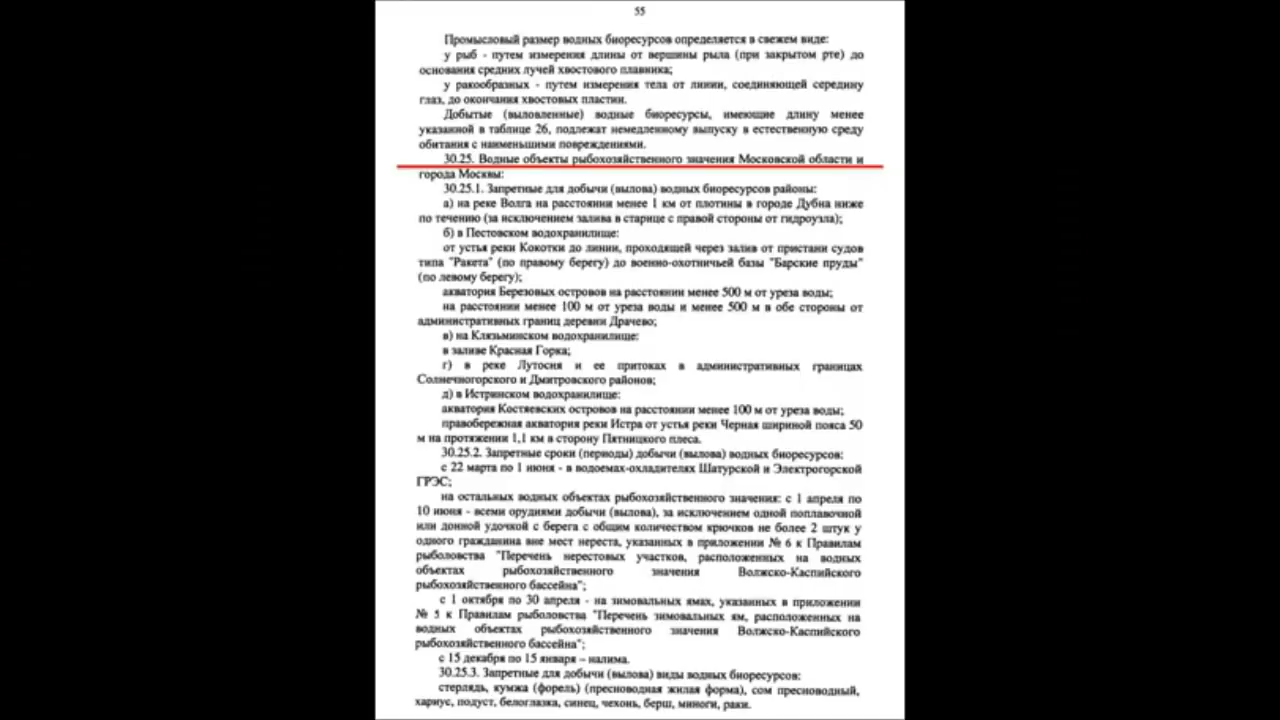 55
Промысловый размер водных биоресурсов определяется в свежем виде:
у рыб - путем измерения длины от вершины рыла (при закрытом рте) до
основания средних лучей хвостового плавника;
у ракообразных - путем измерения тела от линии, соединяющей середину
глаз, до окончания хвостовых пластин.
Добытые (выловленные) водные биоресурсы, имеющие длину менее
указанной в таблице 26, подлежат немедленному выпуску в естественную среду
обитания с наименьшими повреждениями.
30.25. Водные объекты рыбохозяйственного значения Московской области и
города Москвы:
30.25.1. Запретные для добычи (вылова) водных биоресурсов районы:
а) на реке Волга на расстоянии менее 1 км от плотины в городе Дубна ниже
по течению (за исключением залива в старице с правой стороны от гидроузла);
б) в Пестовском водохранилище:
от устья реки Кокотки до линии, проходящей через залив от пристани судов
типа "Ракета" (по правому берегу) до военно-охотничьей базы "Барские пруды"
(по левому берегу);
акватория Березовых островов на расстоянии менее 500 м от уреза воды;
на расстоянии менее 100 м от уреза воды и менее 500 м в обе стороны от
административных границ деревни Драчево;
в) на Клязьминском водохранилище:
в заливе Красная Горка;
г) в реке Лутосня и ее притоках в административных границах
Солнечногорского и Дмитровского районов;
д) в Истринском водохранилище:
акватория Костяевских островов на расстоянии менее 100 м от уреза воды;
правобережная акватория реки Истра от устья реки Черная шириной пояса 50
м на протяжении 1,1 км в сторону Пятницкого плеса.
30.25.2. Запретные сроки (периоды) добычи (вылова) водных биоресурсов:
с 22 марта по 1 июня - в водоемах-охладителях Шатурской и Электрогорской
ГРЭС;
на остальных водных объектах рыбохозяйственного значения: с 1 апреля по
10 июня - всеми орудиями добычи (вылова), за исключением одной поплавочной
или донной удочкой с берега с общим количеством крючков не более 2 штук у
одного гражданина вне мест нереста, указанных в приложении № 6 к Правилам
рыболовства "Перечень нерестовых участков, расположенных на водных
объектах рыбохозяйственного значения Волжско-Каспийского
рыбохозяйственного бассейна";
с 1 октября по 30 апреля - на зимовальных ямах, указанных в приложении
№ 5 к Правилам рыболовства "Перечень зимовальных ям, расположенных на
водных объектах рыбохозяйственного значения Волжско-Каспийского
рыбохозяйственного бассейна";
с 15 декабря по 15 января – налима.
30.25.3. Запретные для добычи (вылова) виды водных биоресурсов:
стерлядь, кумжа (форель) (пресноводная жилая форма), сом пресноводный,
хариус, подуст, белоглазка, синец, чехонь, берш, миноги, раки.